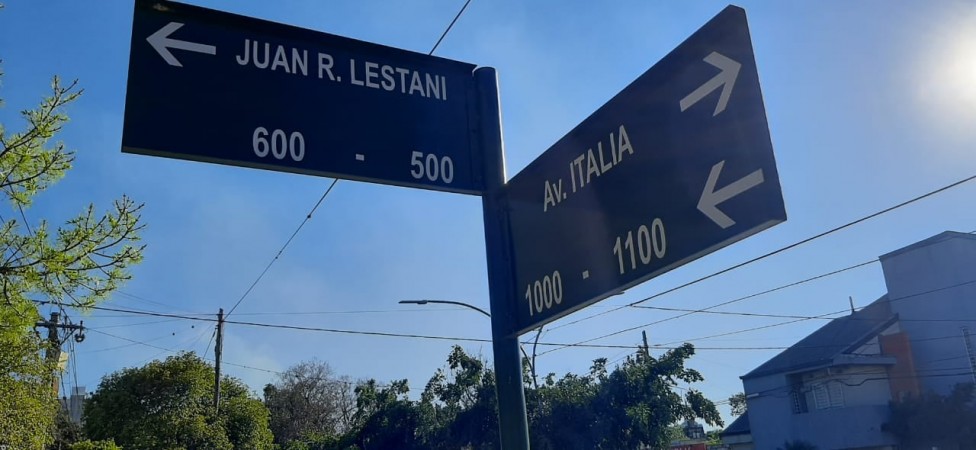 JUAN R. LESTANI
600 - 500
Av. ITALIA
1000 - 1100